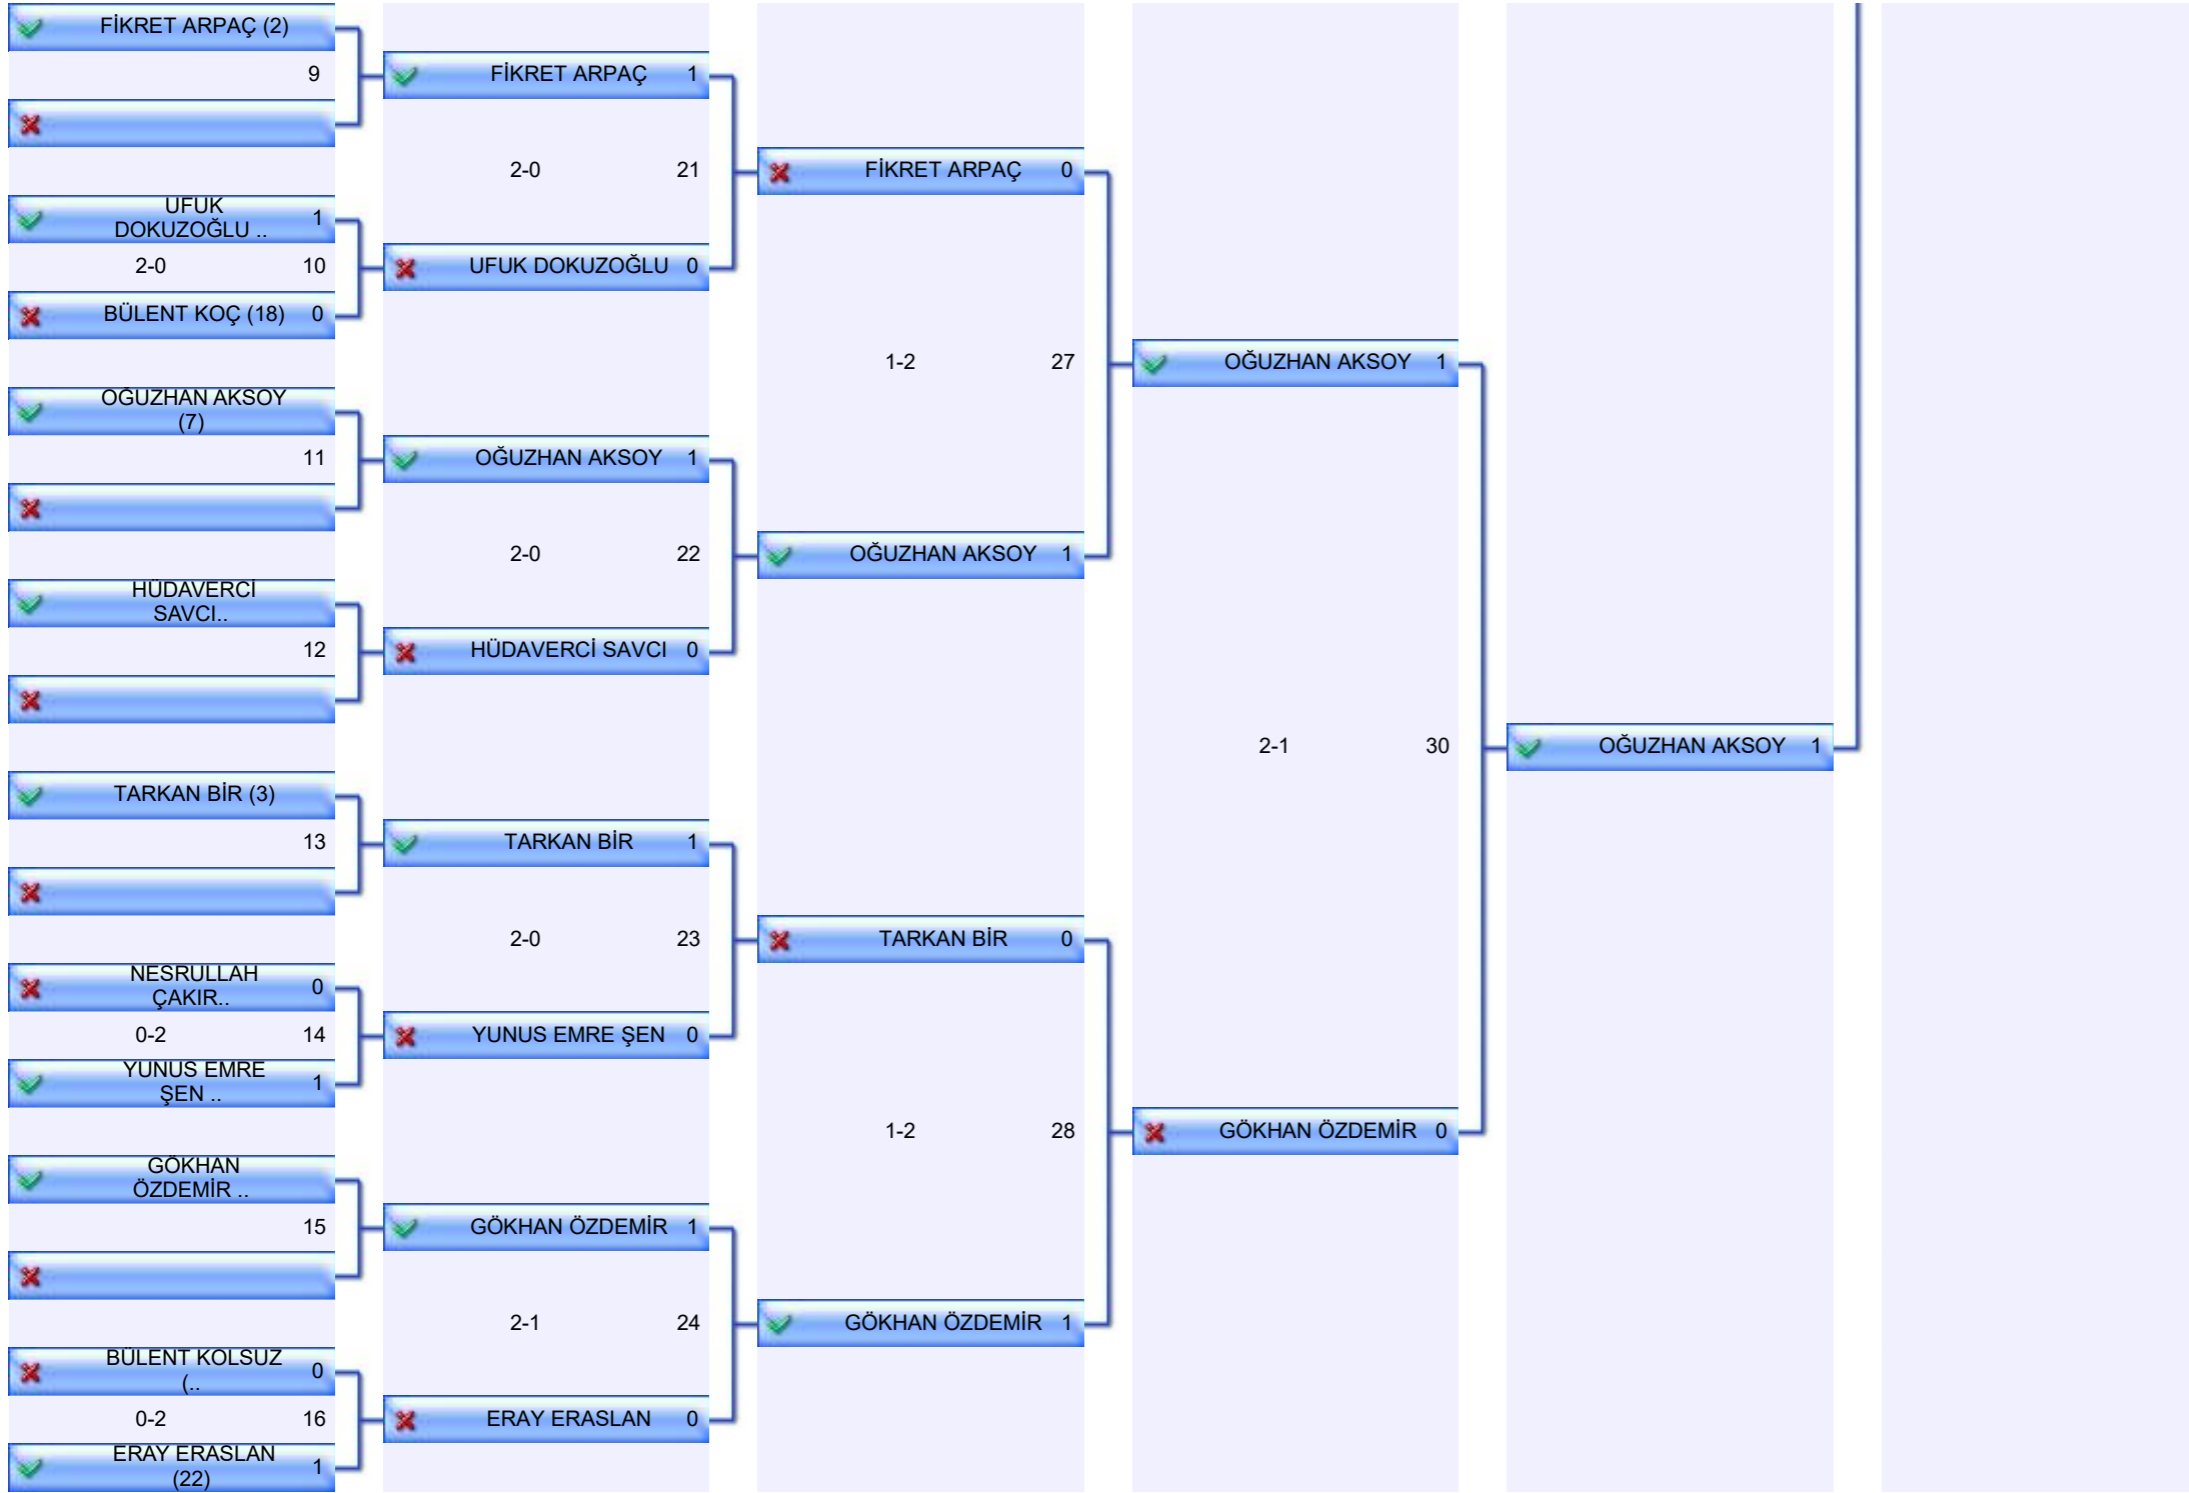 FİKRET ARPAÇ (2)
9
FİKRET ARPAÇ 1
2-0 21
FİKRET ARPAÇ 0
UFUK
DOKUZOĞLU .. 1
2-0 10
UFUK DOKUZOĞLU 0
BÜLENT KOÇ (18) 0
1-2 27
OĞUZHAN AKSOY 1
OĞUZHAN AKSOY
(7)
11
OĞUZHAN AKSOY 1
2-0 22
OĞUZHAN AKSOY 1
HÜDAVERCİ
SAVCI..
12
HÜDAVERCİ SAVCI 0
2-1 30
OĞUZHAN AKSOY 1
TARKAN BİR (3)
13
TARKAN BİR 1
2-0 23
TARKAN BİR 0
NESRULLAH
ÇAKIR.. 0
0-2 14
YUNUS EMRE ŞEN 0
YUNUS EMRE
ŞEN .. 1
1-2 28
GÖKHAN ÖZDEMİR 0
GÖKHAN
ÖZDEMİR ..
15
GÖKHAN ÖZDEMİR 1
2-1 24
GÖKHAN ÖZDEMİR 1
BÜLENT KOLSUZ
(.. 0
0-2 16
ERAY ERASLAN 0
ERAY ERASLAN
(22) 1